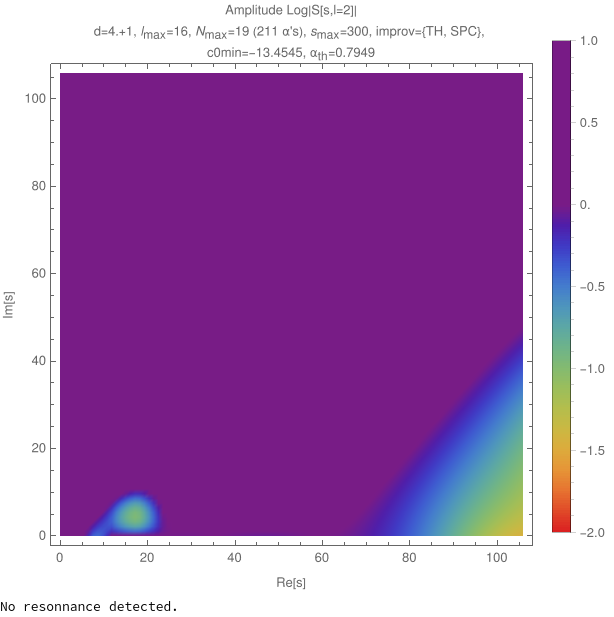 Amplitude Log|S[s,l=2]|
d=4.+1, lmax=16, Nmax=19 (211 α's), smax=300, improv={TH, SPC},
c0min=−13.4545, αth=0.7949
1.0
0.5
0.
−0.5
−1.0
−1.5
−2.0
100
80
60
40
20
0
Im[s]
0 20 40 60 80 100
Re[s]
No resonnance detected.